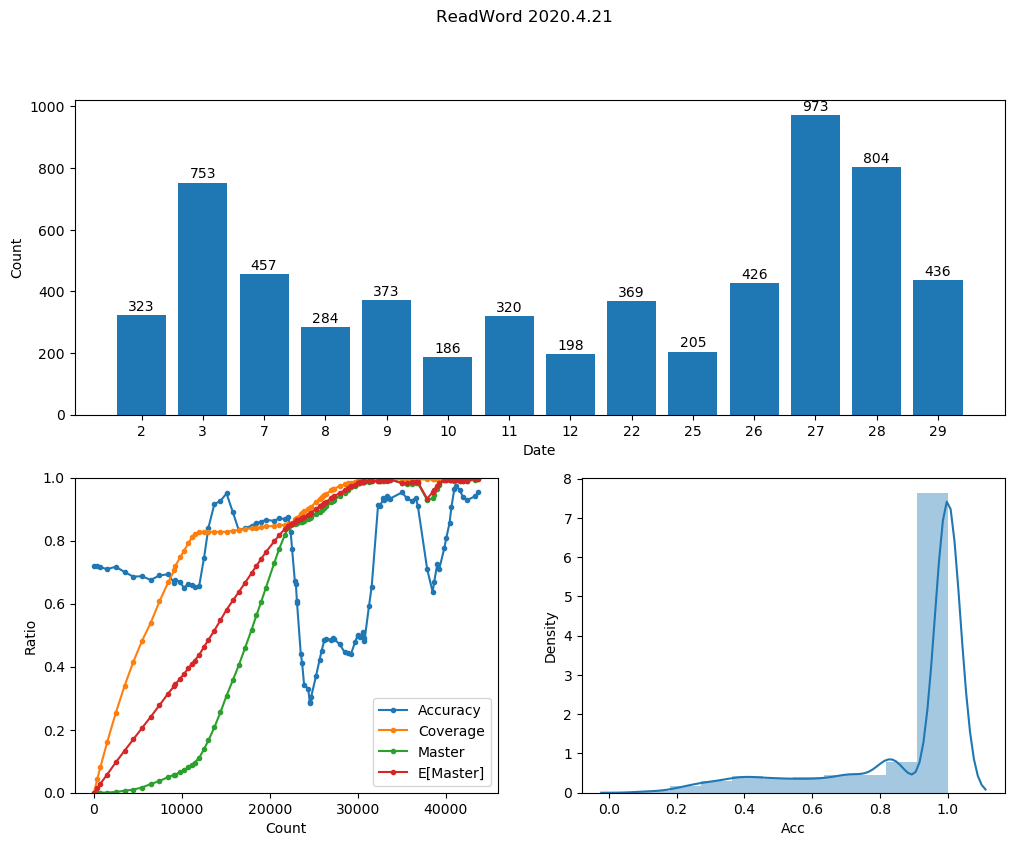 ReadWord 2020.4.21
1000
800
600
400
200
0
Count
323
753
457
284
373
186
320
198
369
205
426
973
804
436
2 3 7 8 9 10 11 12 22 25 26 27 28 29
Date
1.0
0.8
0.6
0.4
0.2
0.0
Ratio
Accuracy
Coverage
Master
E[Master]
0 10000 20000 30000 40000
Count
8
7
6
5
4
3
2
1
0
Density
0.0 0.2 0.4 0.6 0.8 1.0
Acc